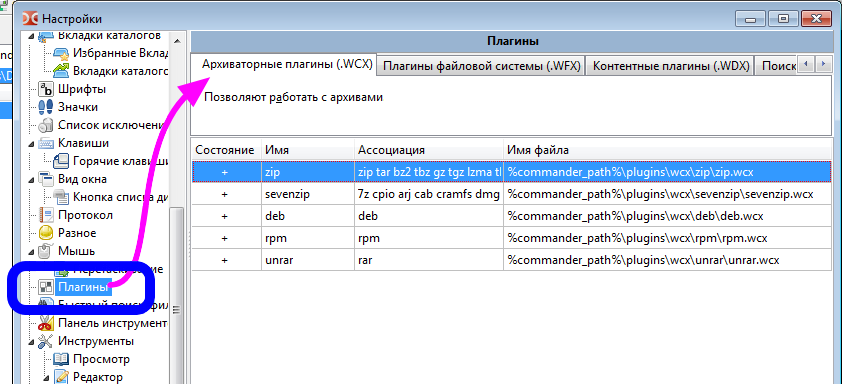 Настройки
Вкладки каталогов
Избранные Вклад
Вкладки каталого
Шрифты
Значки
Список исключени
Клавиши
Горячие клавиши
Вид окна
Кнопка списка ди
Протокол
Разное
Мышь
Плагины
Быстрый поиск
Панель инструмент
Инструменты
Просмотр
Редактор
Плагины
Архиваторные плагины (.WCX)
Плагины файловой системы (.WFX)
Контентные плагины (.WDX)
Поиск
Позволяют работать с архивами
Состояние Имя Ассоциация Имя файла
+ zip zip tar bz2 tbz gz tgz lzma tl %commander_path%\plugins\wcx\zip\zip.wcx
+ sevenzip 7z cpio arj cab cramfs dmg %commander_path%\plugins\wcx\sevenzip\sevenzip.wcx
+ deb deb %commander_path%\plugins\wcx\deb\deb.wcx
+ rpm rpm %commander_path%\plugins\wcx\rpm\rpm.wcx
+ unrar rar %commander_path%\plugins\wcx\unrar\unrar.wcx